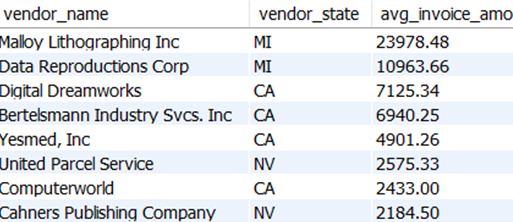 vendor_name vendor_state avg_invoice_amo
Malloy Lithographing Inc MI 23978.48
Data Reproductions Corp MI 10963.66
Digital Dreamworks CA 7125.34
Bertelsmann Industry Svcs. Inc CA 6940.25
Yesmed, Inc CA 4901.26
United Parcel Service NV 2575.33
Computerworld CA 2433.00
Cahners Publishing Company NV 2184.50